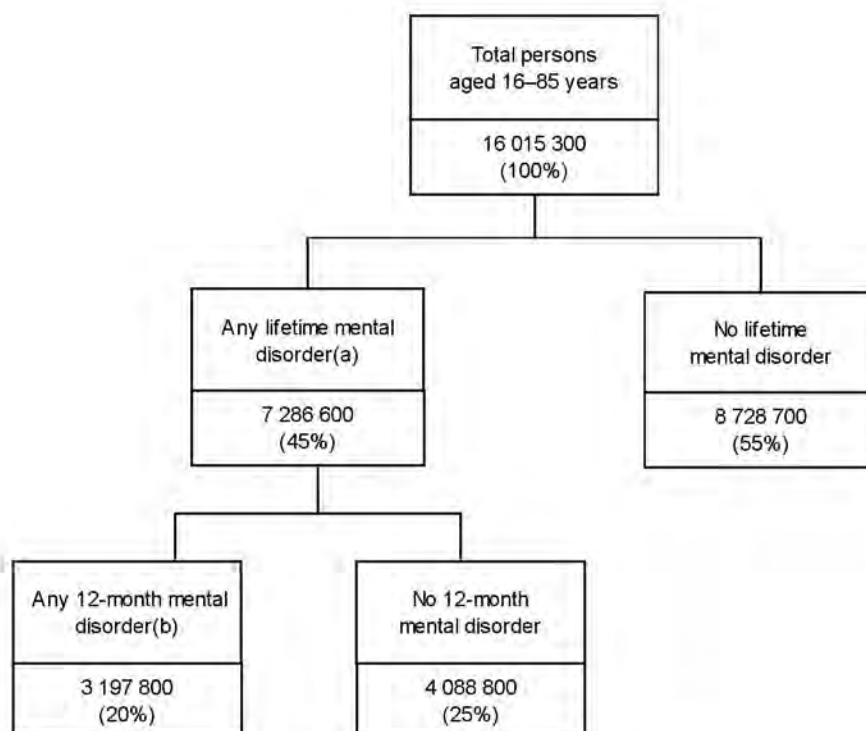 Total persons
aged 16–85 years
16 015 300
(100%)
Any lifetime mental
disorder(a)
7 286 600
(45%)
No lifetime
mental disorder
8 728 700
(55%)
Any 12-month mental
disorder(b)
3 197 800
(20%)
No 12-month
mental disorder
4 088 800
(25%)